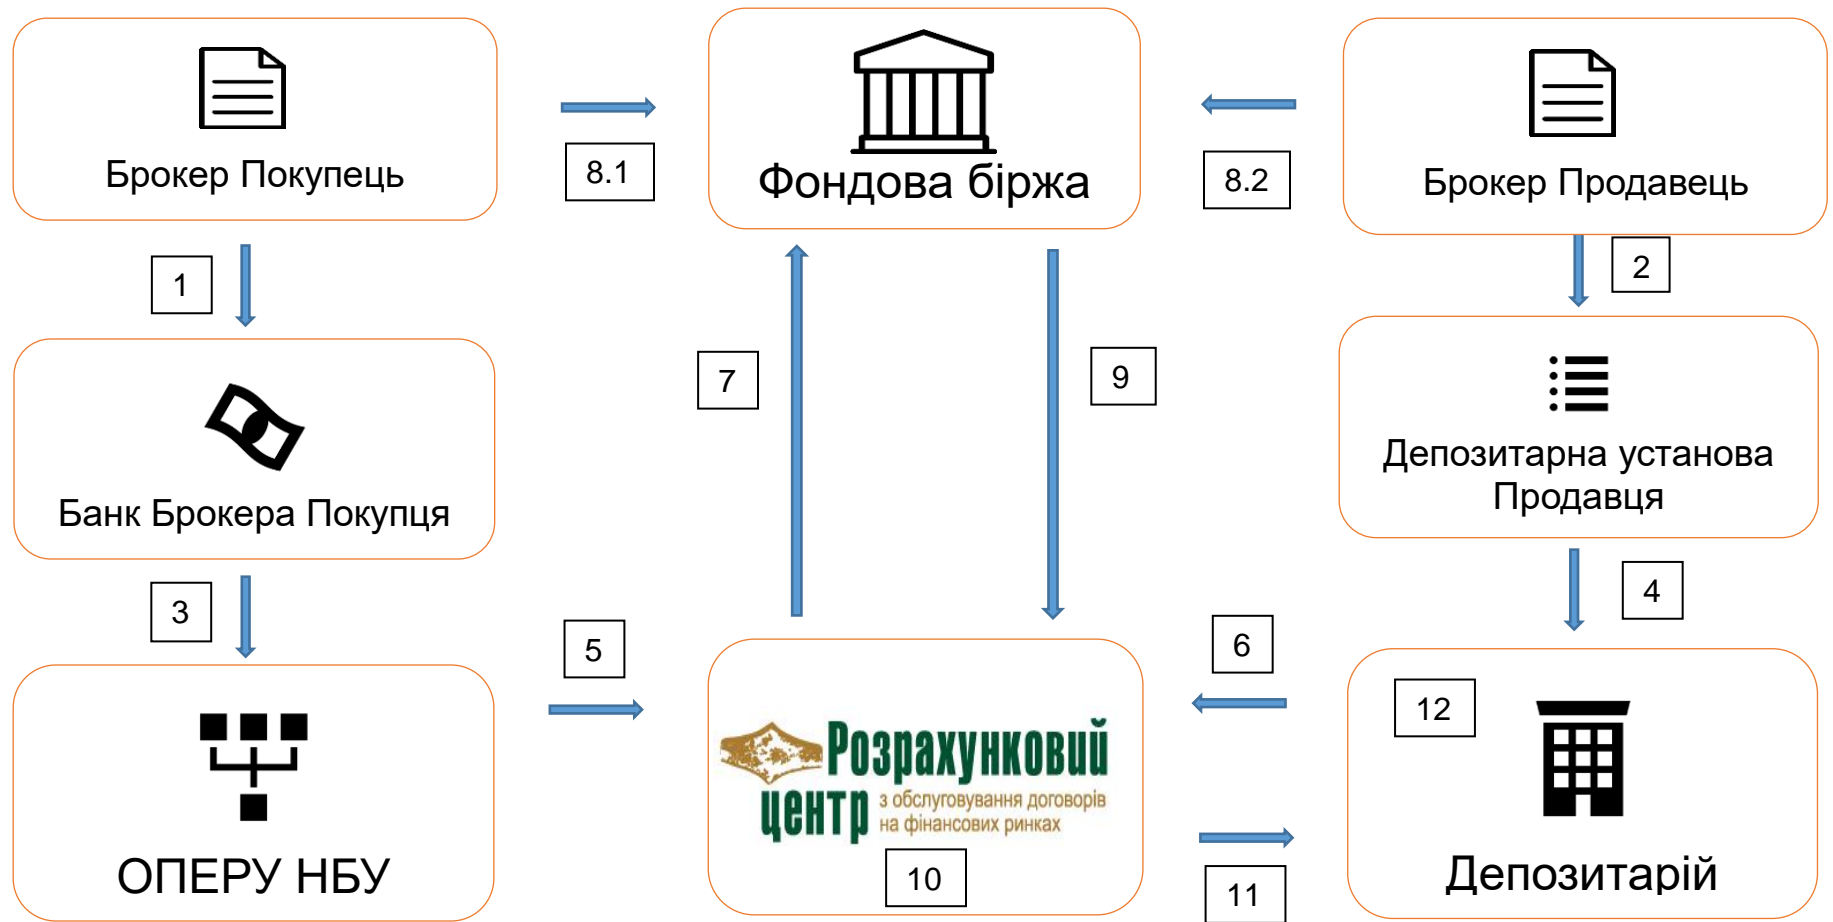 Брокер Покупець
8.1
Фондова біржа
8.2
Брокер Продавець
1
2
7
9
Банк Брокера Покупця
Депозитарна установа
Продавця
3
4
5
6
ОПЕРУ НБУ
Розрахунковий
центр
з обслуговування договорів
на фінансових ринках
10
11
12
Депозитарій